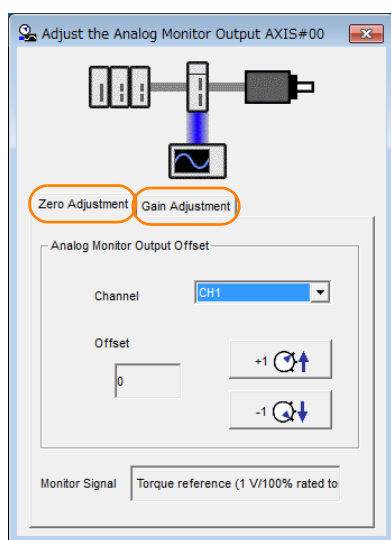 Adjust the Analog Monitor Output AXIS#00
Zero Adjustment Gain Adjustment
Analog Monitor Output Offset
Channel CH1
Offset
0
+1
-1
Monitor Signal Torque reference (1 V/100% rated to